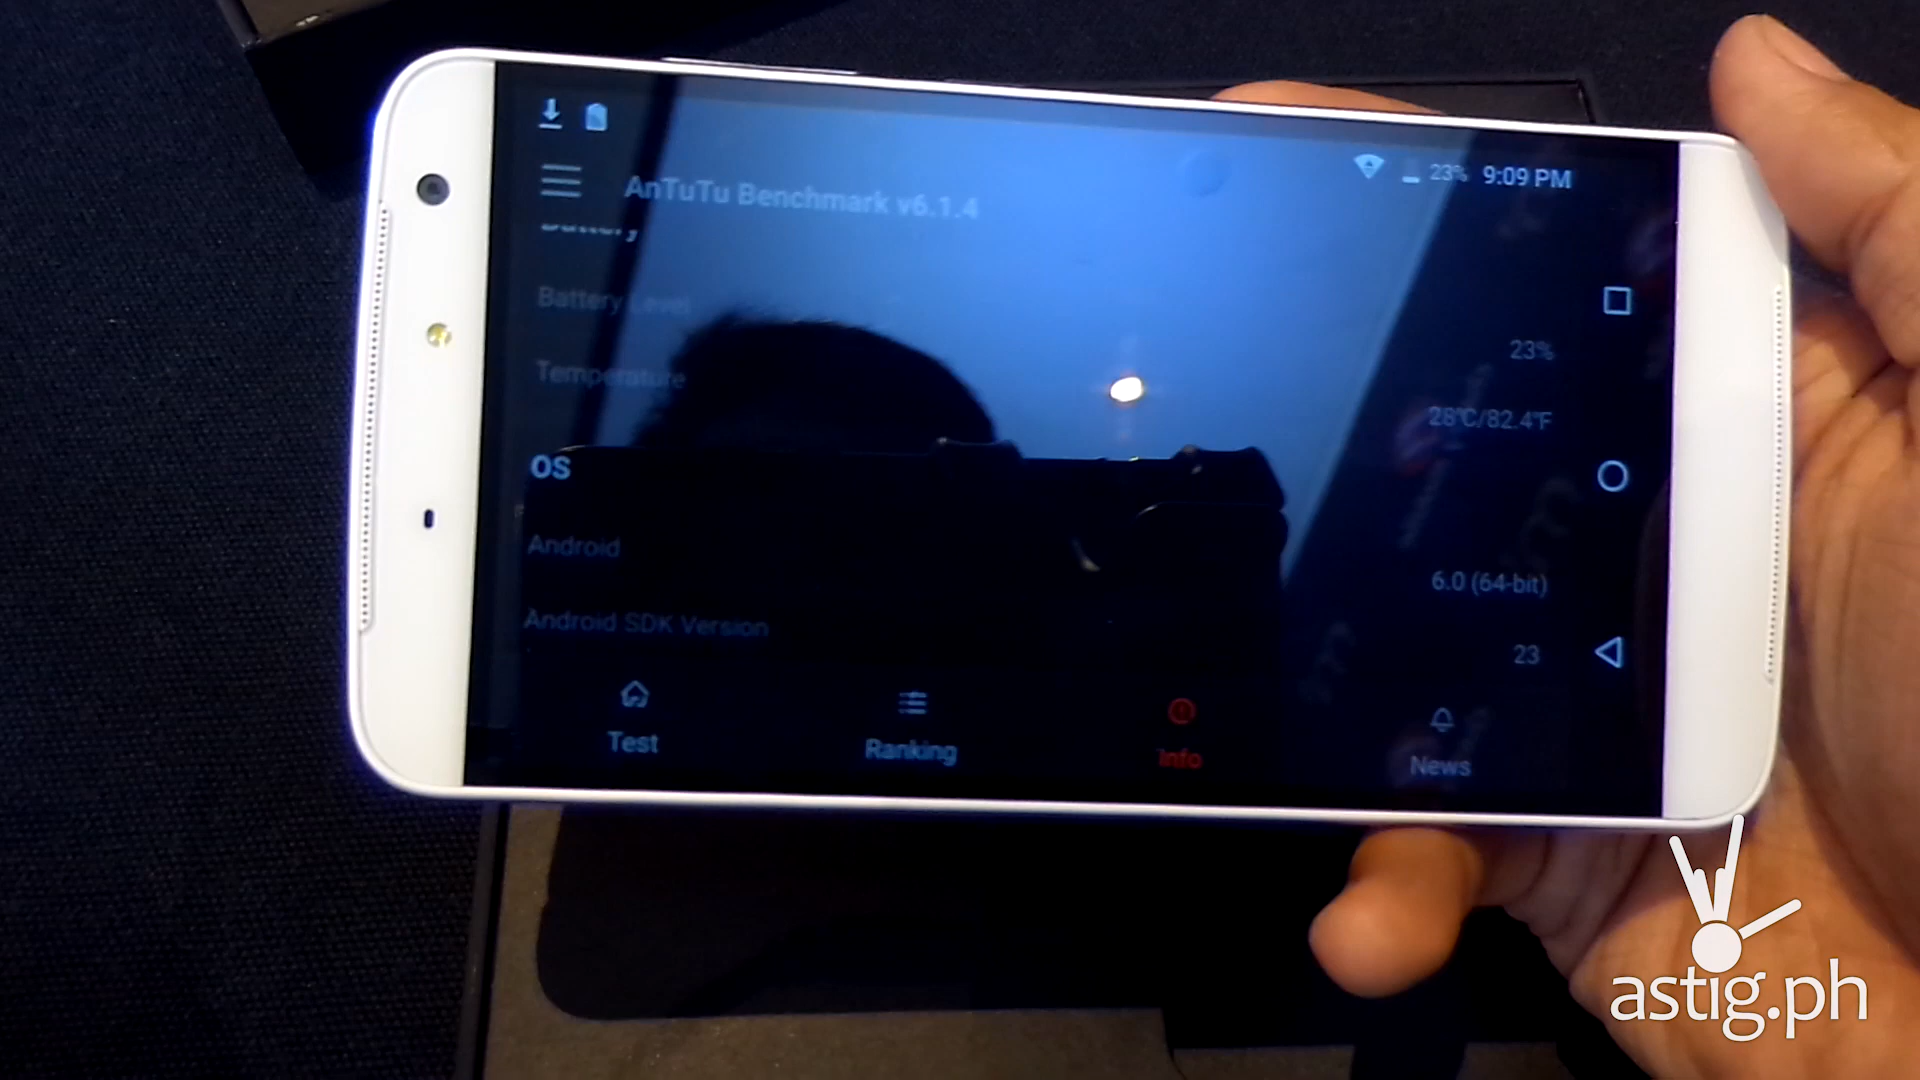 23% 9:09 PM
AnTuTu Benchmark v6.1.4
Battery
Battery Level
23%
Temperature
28℃/82.4℉
OS
Android
6.0 (64-bit)
Android SDK Version
23
Test Ranking Info News
astig.ph